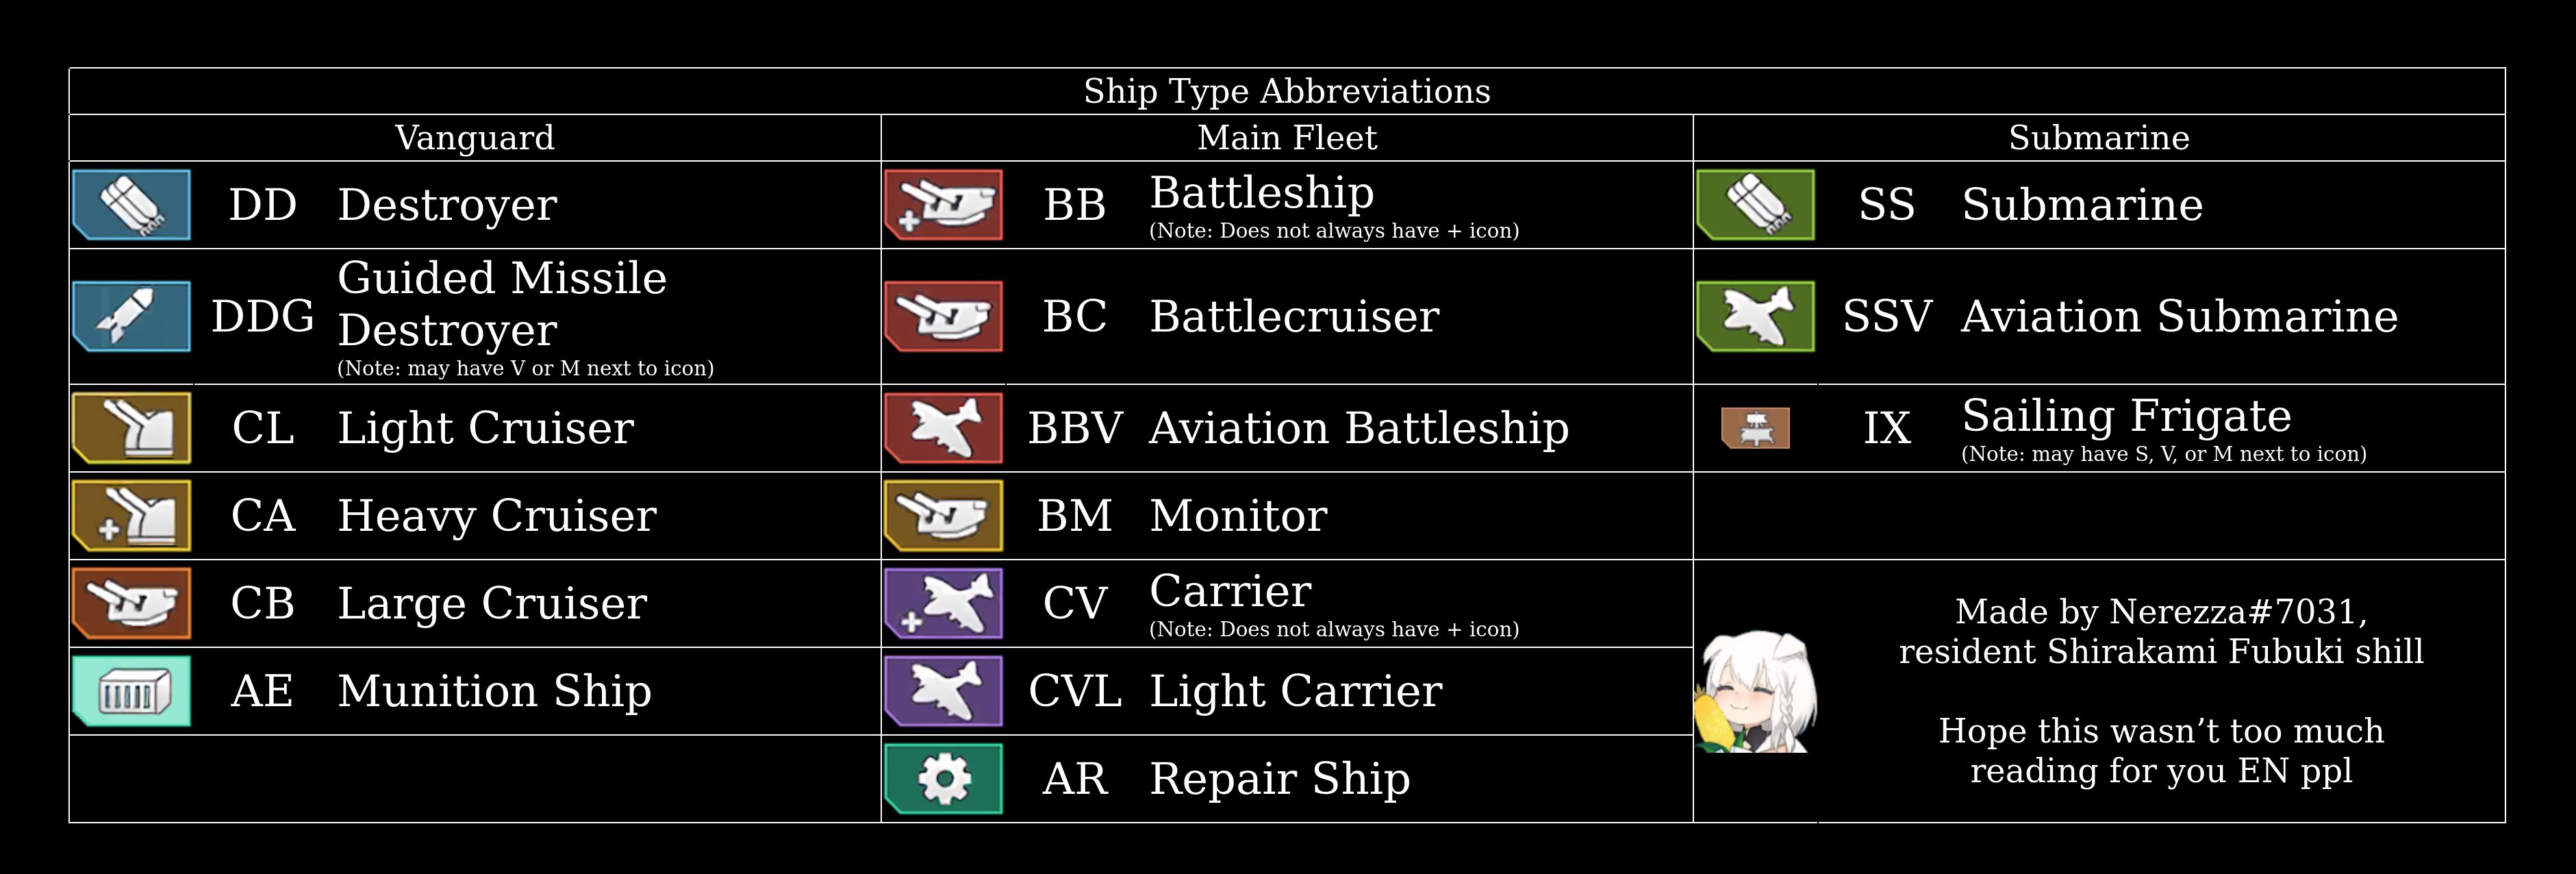 Ship Type Abbreviations
Vanguard
Main Fleet
Submarine
DD Destroyer
BB Battleship
(Note: Does not always have + icon)
SS Submarine
DDG Guided Missile
Destroyer
(Note: may have V or M next to icon)
BC Battlecruiser
SSV Aviation Submarine
CL Light Cruiser
BBV Aviation Battleship
IX Sailing Frigate
(Note: may have S, V, or M next to icon)
CA Heavy Cruiser
BM Monitor
CB Large Cruiser
CV Carrier
(Note: Does not always have + icon)
AE Munition Ship
CVL Light Carrier
AR Repair Ship
Made by Nerezza#7031,
resident Shirakami Fubuki shill
Hope this wasn’t too much
reading for you EN ppl